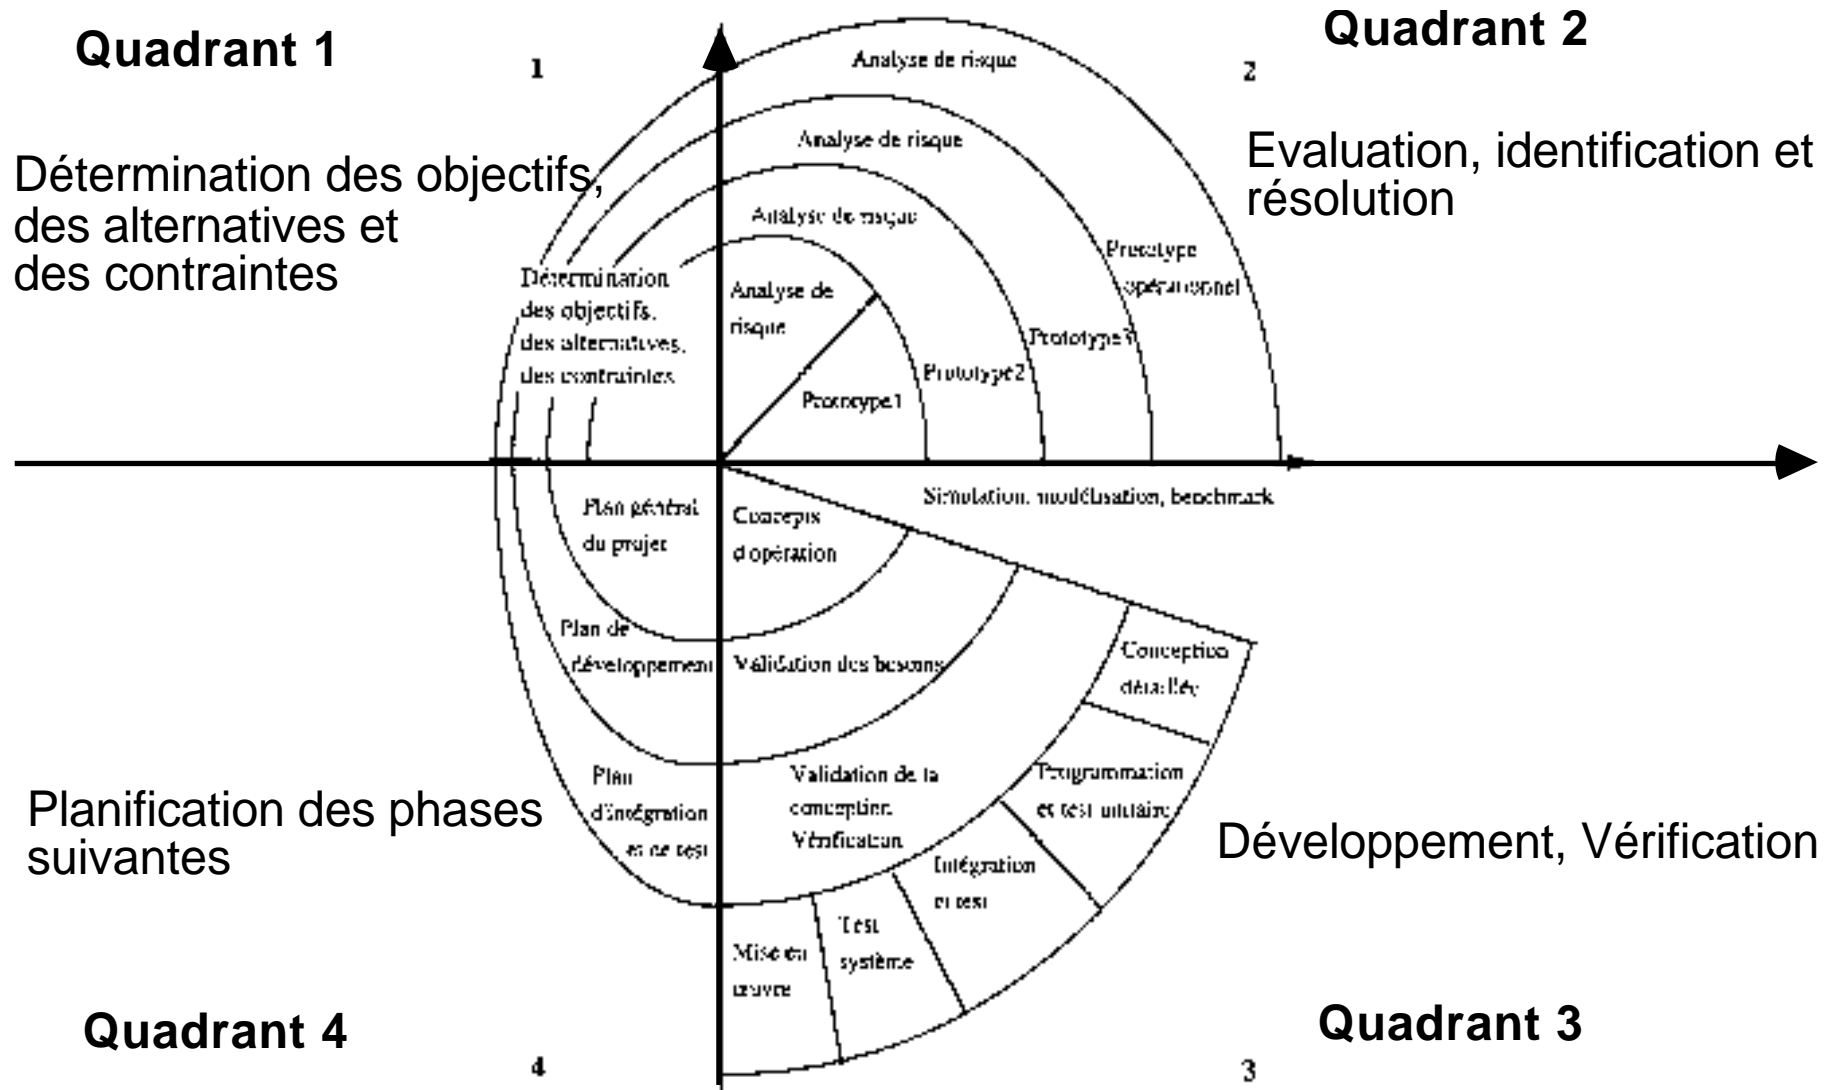 Quadrant 1
Quadrant 2
1
2
Analyse de risque
Analyse de risque
Détermination des objectifs,
des alternatives et
des contraintes
Evaluation, identification et
résolution
Analyse de risque
Prototype
opérationnel
Détermination
des objectifs,
des alternatives,
des contraintes
Analyse de
risque
Prototype3
Prototype2
Prototype1
Simulation, modélisation, benchmark
Plan général
du projet
Concepts
d'opération
Plan de
développement
Validation des besoins
Conception
détaillée
Plan
d'intégration
et de test
Validation de la
conception
Vérification
Programmation
et test unitaire
Planification des phases
suivantes
Développement, Vérification
Intégration
et test
Test
système
Mise en
œuvre
Quadrant 4
Quadrant 3
4
3